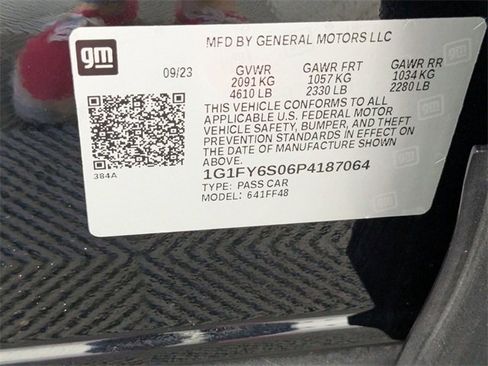 gm
MFD BY GENERAL MOTORS LLC
09/23 GVWR GAWR FRT GAWR RR
2091 KG 1057 KG 1034 KG
4610 LB 2330 LB 2280 LB
THIS VEHICLE CONFORMS TO ALL
APPLICABLE U.S. FEDERAL MOTOR
VEHICLE SAFETY, BUMPER, AND THEFT
PREVENTION STANDARDS IN EFFECT ON
THE DATE OF MANUFACTURE SHOWN
ABOVE.
384A
1G1FY6S06P4187064
TYPE: PASS CAR
MODEL: 641FF48